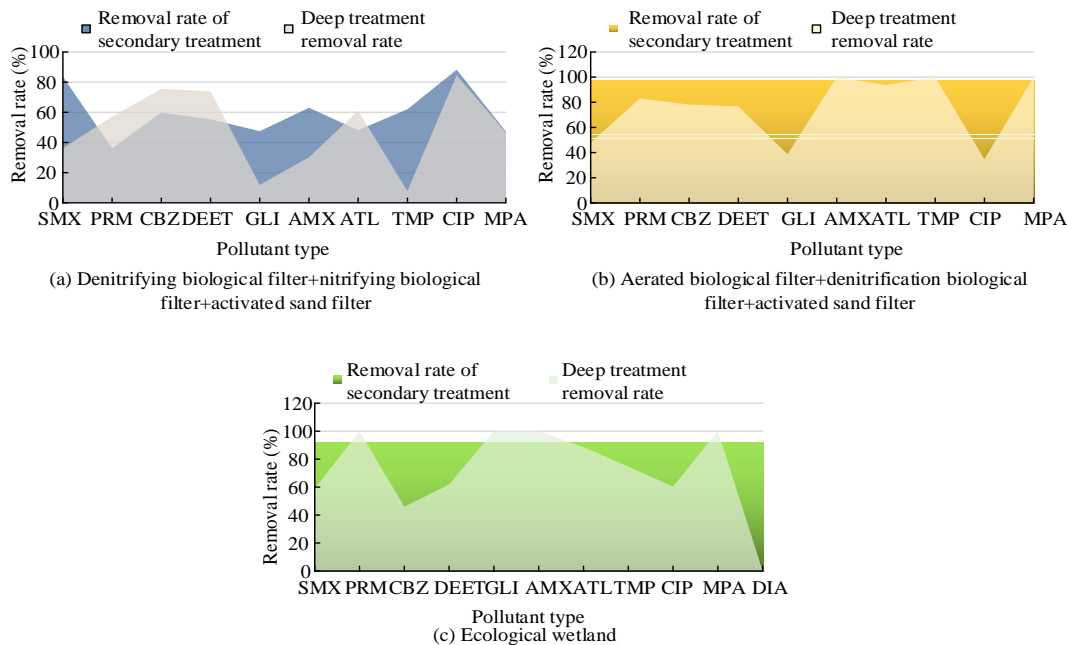 Removal rate of secondary treatment
Deep treatment removal rate
Removal rate (%)
100
80
60
40
20
0
SMX PRM CBZ DEET GLI AMX ATL TMP CIP MPA
Pollutant type
(a) Denitrifying biological filter+nitrifying biological
filter+activated sand filter
Removal rate of secondary treatment
Deep treatment removal rate
Removal rate (%)
120
100
80
60
40
20
0
SMX PRM CBZ DEET GLI AMX ATL TMP CIP MPA
Pollutant type
(b) Aerated biological filter+denitrification biological
filter+activated sand filter
Removal rate of secondary treatment
Deep treatment removal rate
Removal rate (%)
120
100
80
60
40
20
0
SMX PRM CBZ DEET GLI AMX ATL TMP CIP MPA DIA
Pollutant type
(c) Ecological wetland